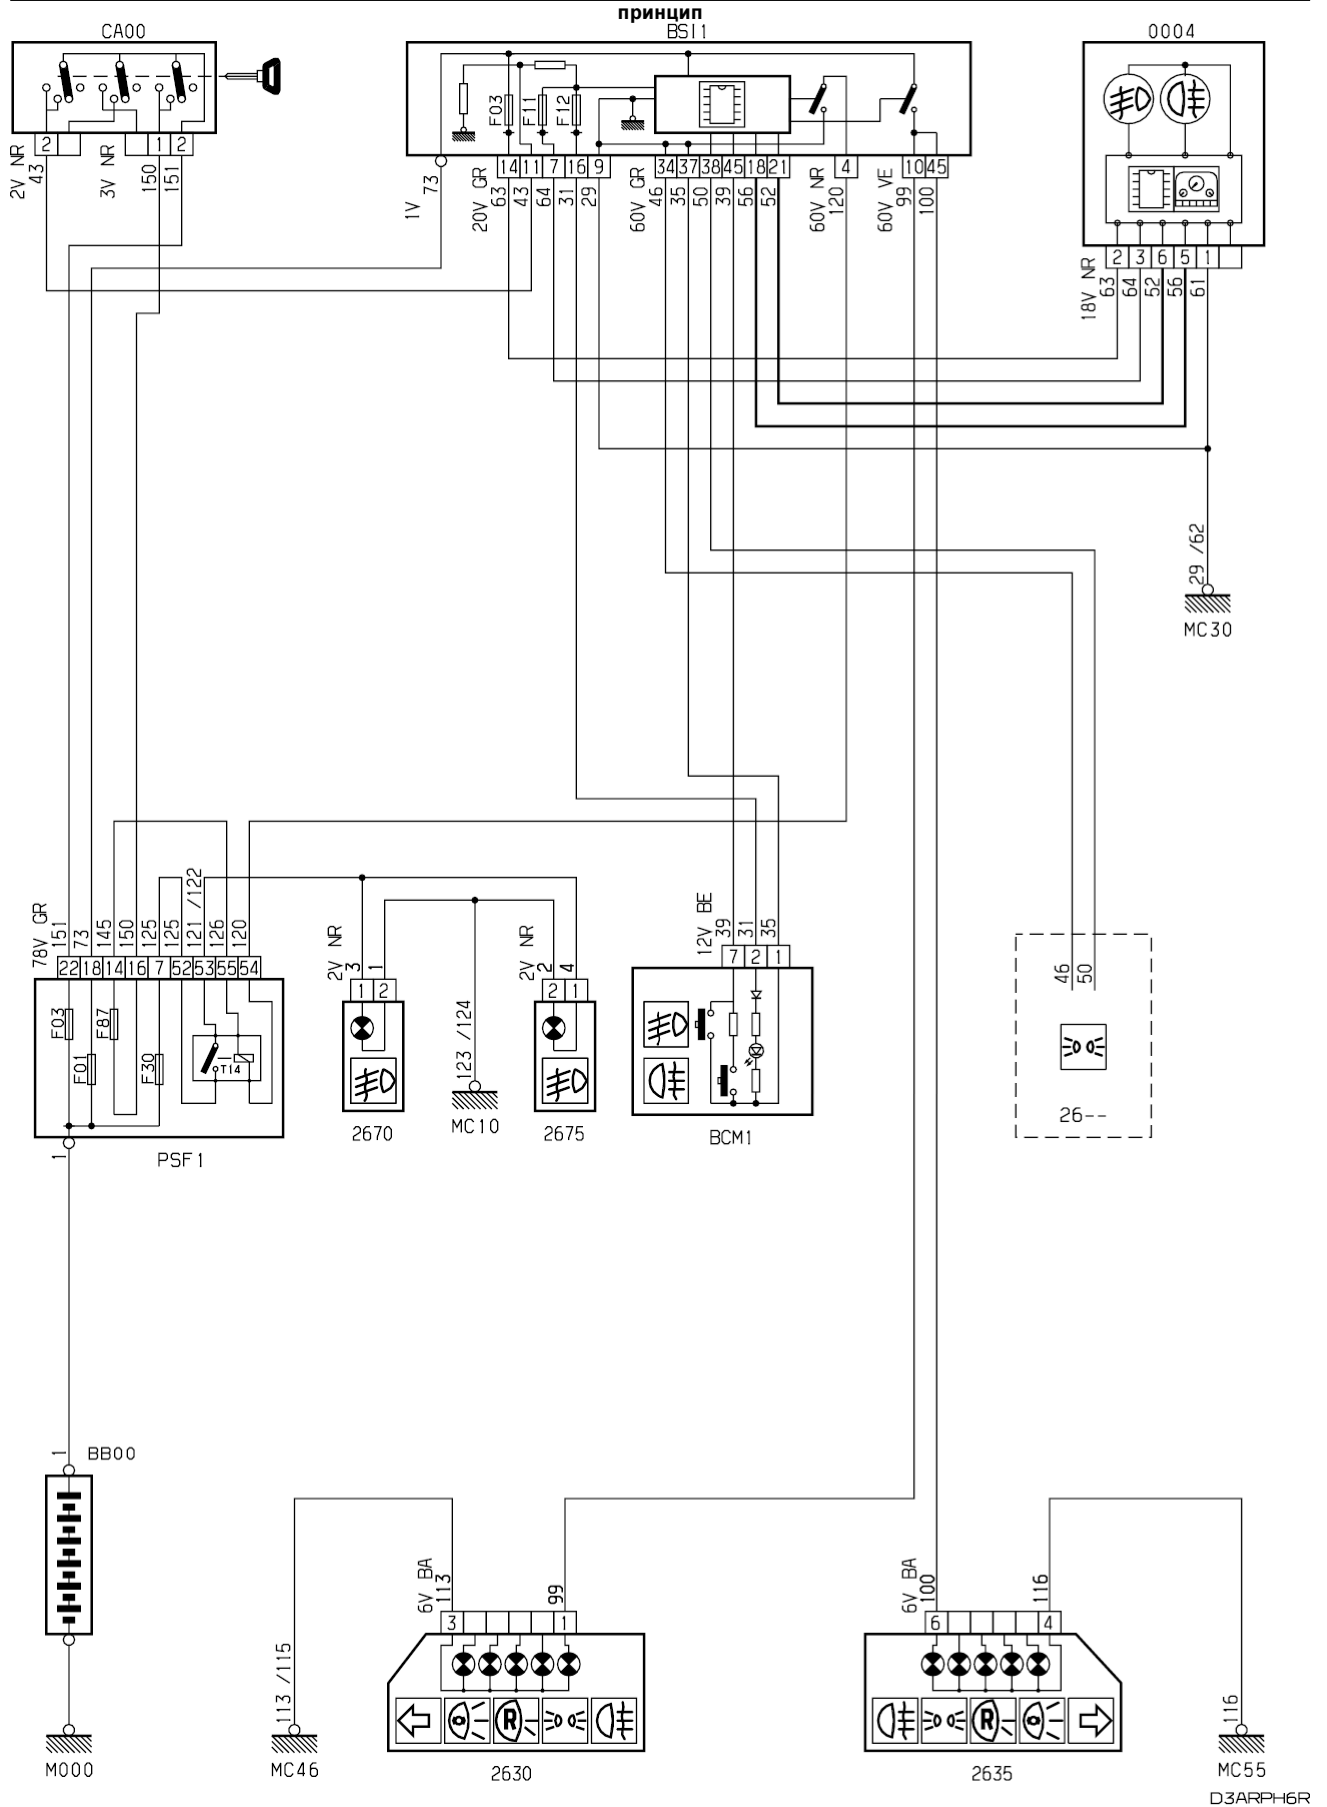 принцип
CA00
BSI1
0004
F03
F11
F12
2
1
2
14
11
7
16
9
34
37
38
45
18
21
4
10
45
2V NR
43
3V NR
150
151
1V
73
20V GR
63
43
64
31
29
60V GR
46
35
50
39
56
52
60V NR
120
60V VE
99
100
2
3
6
5
1
18V NR
63
64
52
56
61
29 /62
MC30
78V GR
151
73
145
150
125
125
121 /122
126
120
22
18
14
16
7
52
53
55
54
F03
F87
F01
F30
T14
1
PSF1
2V NR
3
1
1
2
2670
123 /124
MC10
2V NR
2
4
2
1
2675
12V BE
39
31
35
7
2
1
BCM1
46
50
26--
1
BB00
M000
113 /115
MC46
6V BA
113
99
3
1
R
2630
6V BA
100
116
6
4
R
2635
116
MC55
D3ARPH6R